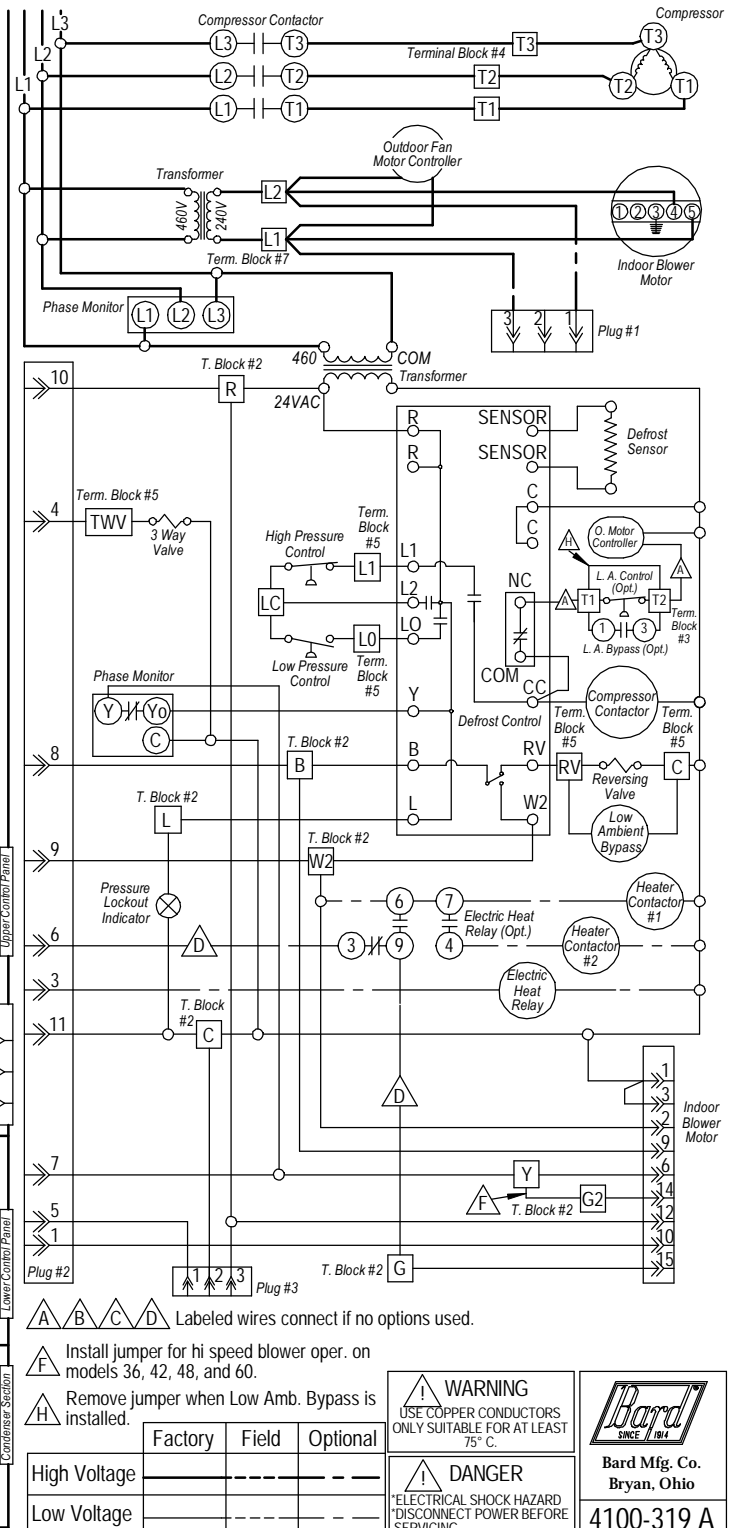 L3
L2
L1
Compressor Contactor
L3 T3
Terminal Block #4
T3
Compressor
T3
T2
T1
L2 T2
T2
L1 T1
T1
Outdoor Fan
Motor Controller
Transformer
460V
240V
L2
L1
Term. Block #7
1 2 3 4 5
Indoor Blower
Motor
Phase Monitor
L1 L2 L3
3 2 1
Plug #1
460
COM
Transformer
24VAC
10
T. Block #2
R
R
R
SENSOR
SENSOR
Defrost
Sensor
C
C
4
Term. Block #5
TWV
3 Way
Valve
High Pressure
Control
Term.
Block
#5
L1
L1
L2
LO
LC
L0
Low Pressure
Control
Term.
Block
#5
NC
COM
CC
H
O. Motor
Controller
A
A
L. A. Control
(Opt.)
T1
T2
1 3
L. A. Bypass (Opt.)
Term.
Block
#3
Phase Monitor
Y Yo
C
Y
Defrost Control
Compressor
Contactor
Term.
Block
#5
Term.
Block
#5
8
T. Block #2
B
B
RV
RV
C
Reversing
Valve
Low
Ambient
Bypass
T. Block #2
L
L
W2
9
T. Block #2
W2
Pressure
Lockout
Indicator
6
7
Electric Heat
Relay (Opt.)
Heater
Contactor
#1
6
D
3
9
4
Heater
Contactor
#2
3
Electric
Heat
Relay
11
T. Block
#2
C
D
1
3
2
9
6
14
12
10
15
Indoor
Blower
Motor
7
Y
F
T. Block #2
G2
5
1
Plug #2
1 2 3
Plug #3
T. Block #2
G
Upper Control Panel
Lower Control Panel
Condenser Section
A B C D Labeled wires connect if no options used.
F Install jumper for hi speed blower oper. on
models 36, 42, 48, and 60.
H Remove jumper when Low Amb. Bypass is
installed.
Factory Field Optional
High Voltage
Low Voltage
! WARNING
USE COPPER CONDUCTORS
ONLY SUITABLE FOR AT LEAST
75° C.
! DANGER
*ELECTRICAL SHOCK HAZARD
*DISCONNECT POWER BEFORE
SERVICING
Bard
SINCE 1914
Bard Mfg. Co.
Bryan, Ohio
4100-319 A